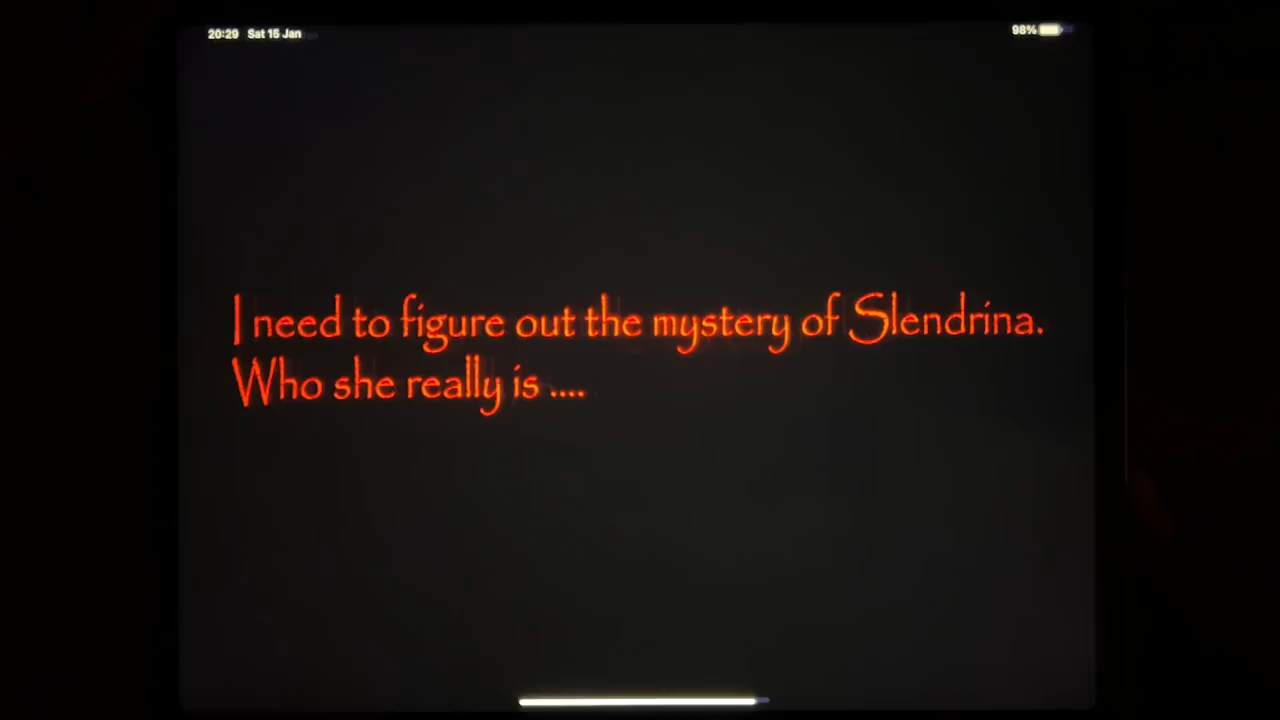 20:29 Sat 15 Jan
98%
I need to figure out the mystery of Slendrina.
Who she really is ....